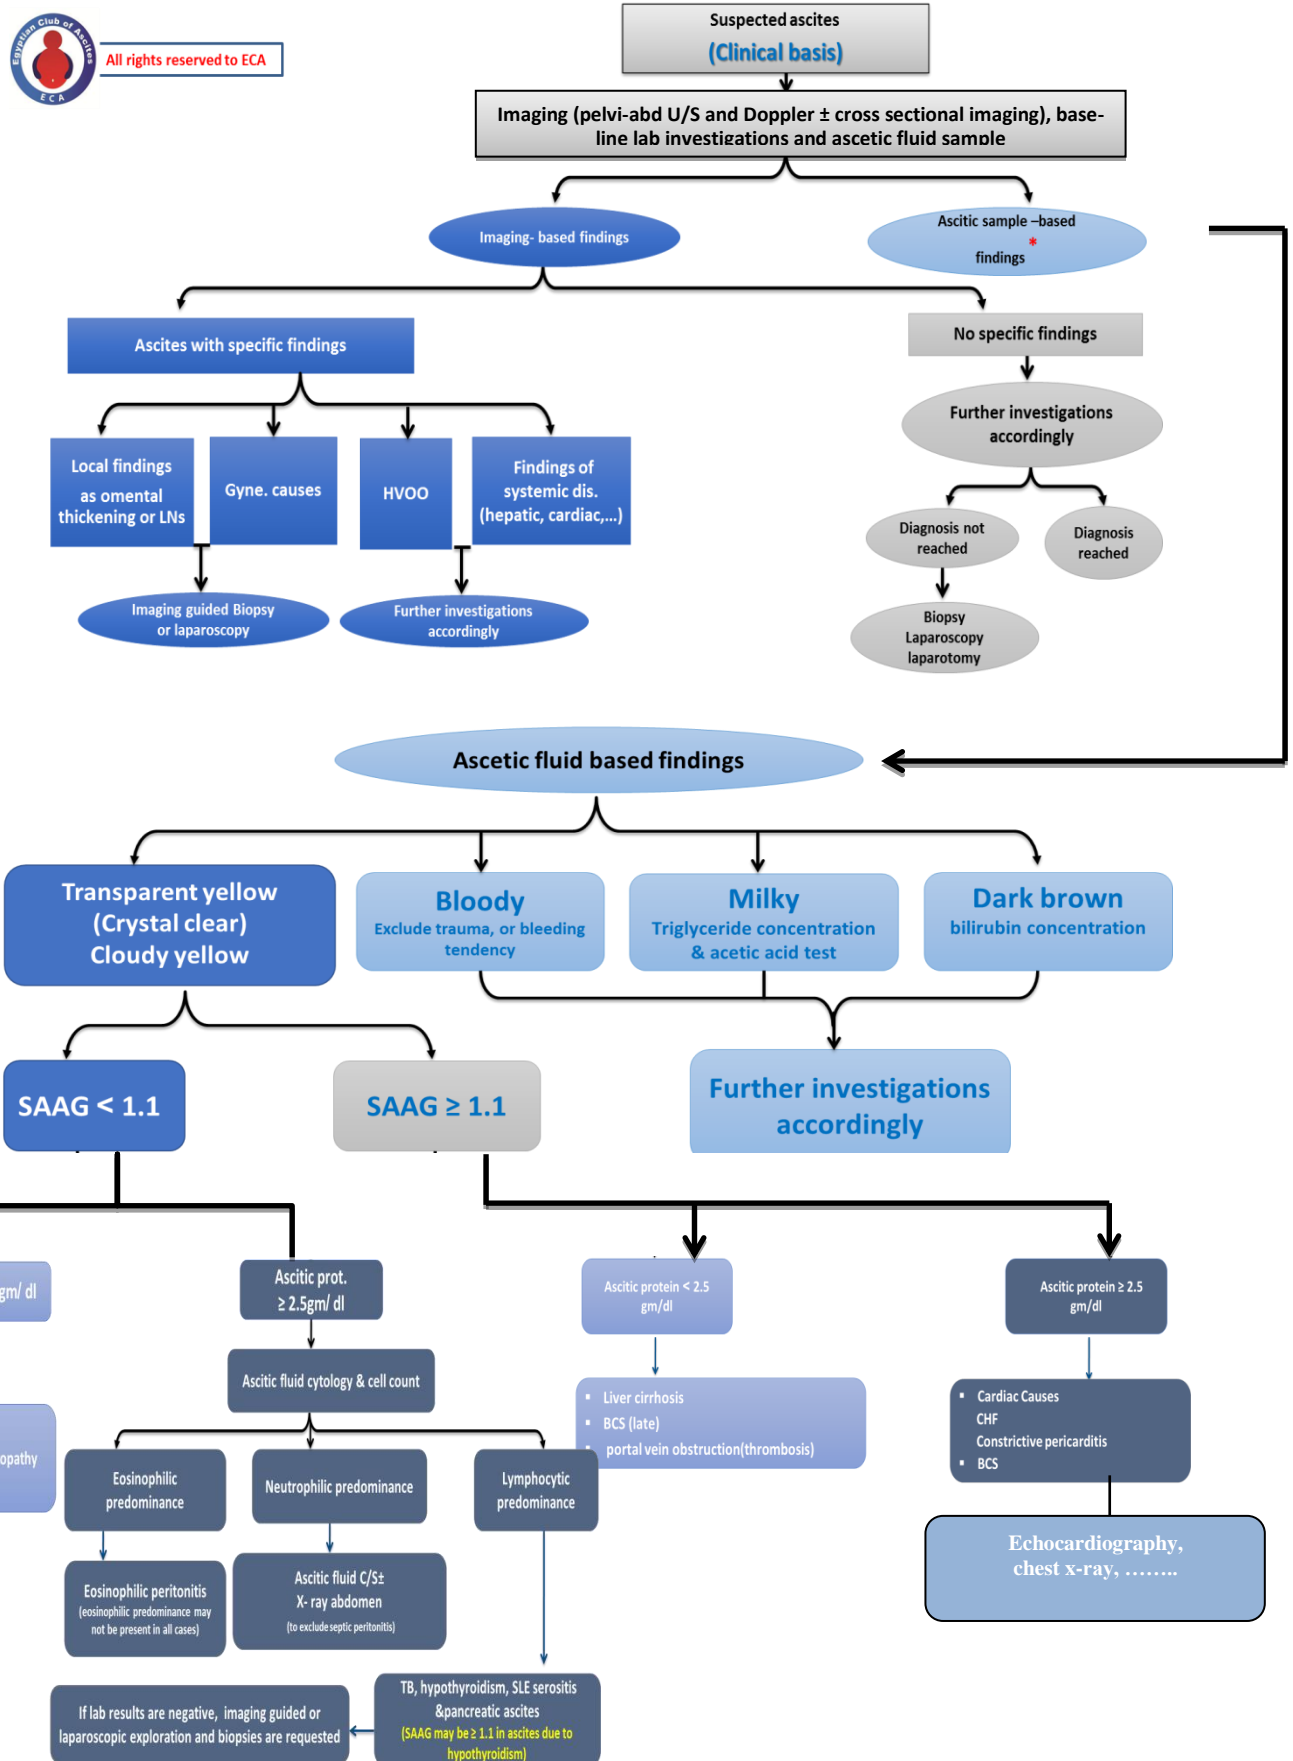 Egyptian Club of Ascites
E C A
All rights reserved to ECA
Suspected ascites
(Clinical basis)
Imaging (pelvi-abd U/S and Doppler ± cross sectional imaging), base-
line lab investigations and ascetic fluid sample
Imaging- based findings
Ascitic sample –based
*
findings
Ascites with specific findings
No specific findings
Further investigations
accordingly
Local findings
as omental
thickening or LNs
Gyne. causes
HVOO
Findings of
systemic dis.
(hepatic, cardiac,...)
Diagnosis not
reached
Diagnosis
reached
Imaging guided Biopsy
or laparoscopy
Further investigations
accordingly
Biopsy
Laparoscopy
laparotomy
Ascetic fluid based findings
Transparent yellow
(Crystal clear)
Cloudy yellow
Bloody
Exclude trauma, or bleeding
tendency
Milky
Triglyceride concentration
& acetic acid test
Dark brown
bilirubin concentration
SAAG < 1.1
SAAG ≥ 1.1
Further investigations
accordingly
gm/ dl
Ascitic prot.
≥ 2.5gm/ dl
Ascitic protein < 2.5
gm/dl
Ascitic protein ≥ 2.5
gm/dl
Ascitic fluid cytology & cell count
▪ Liver cirrhosis
▪ BCS (late)
portal vein obstruction(thrombosis)
▪ Cardiac Causes
CHF
Constrictive pericarditis
▪ BCS
opathy
Eosinophilic
predominance
Neutrophilic predominance
Lymphocytic
predominance
Echocardiography,
chest x-ray, ……..
Eosinophilic peritonitis
(eosinophilic predominance may
not be present in all cases)
Ascitic fluid C/S±
X- ray abdomen
(to exclude septic peritonitis)
TB, hypothyroidism, SLE serositis
&pancreatic ascites
(SAAG may be ≥ 1.1 in ascites due to
hypothyroidism)
If lab results are negative, imaging guided or
laparoscopic exploration and biopsies are requested